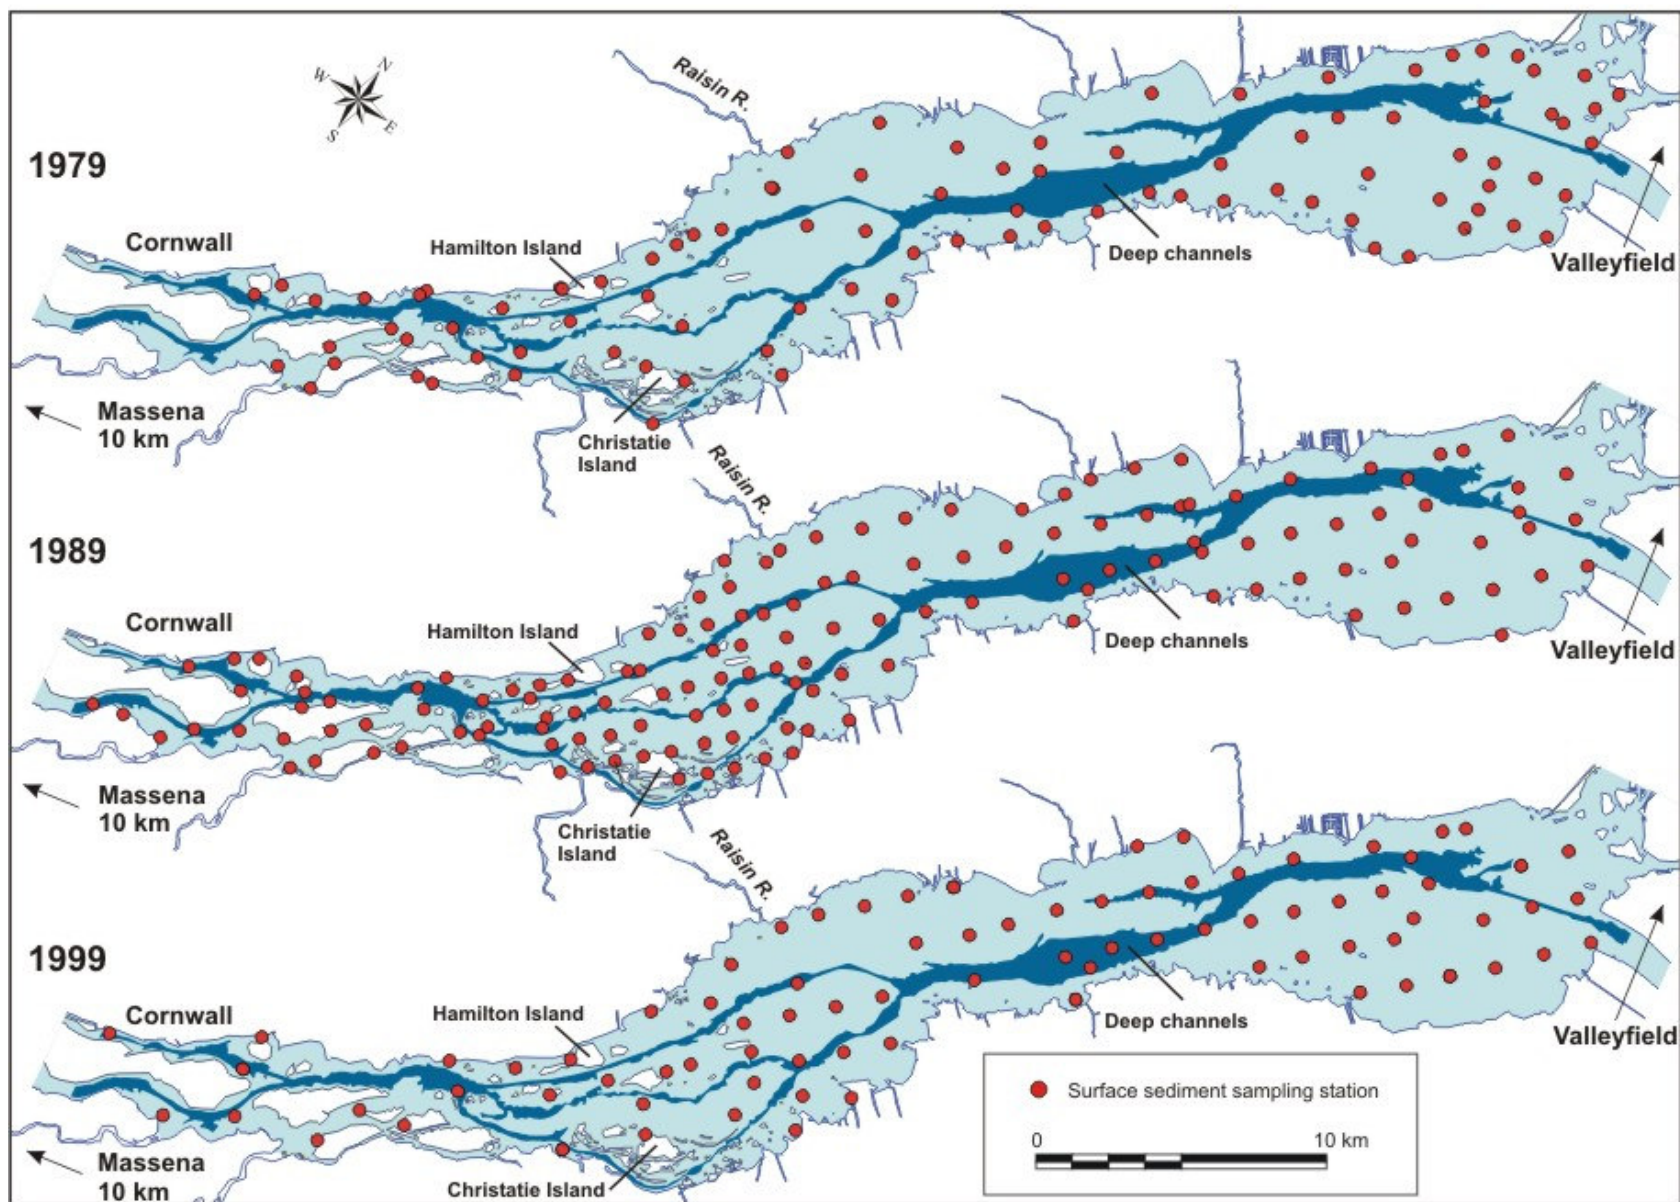 N
W
E
S
Raisin R.
1979
Cornwall
Hamilton Island
Deep channels
Valleyfield
Massena
10 km
Christatie
Island
Raisin R.
1989
Cornwall
Hamilton Island
Deep channels
Valleyfield
Massena
10 km
Christatie
Island
Raisin R.
1999
Cornwall
Hamilton Island
Deep channels
Valleyfield
Massena
10 km
Christatie Island
Surface sediment sampling station
0 10 km